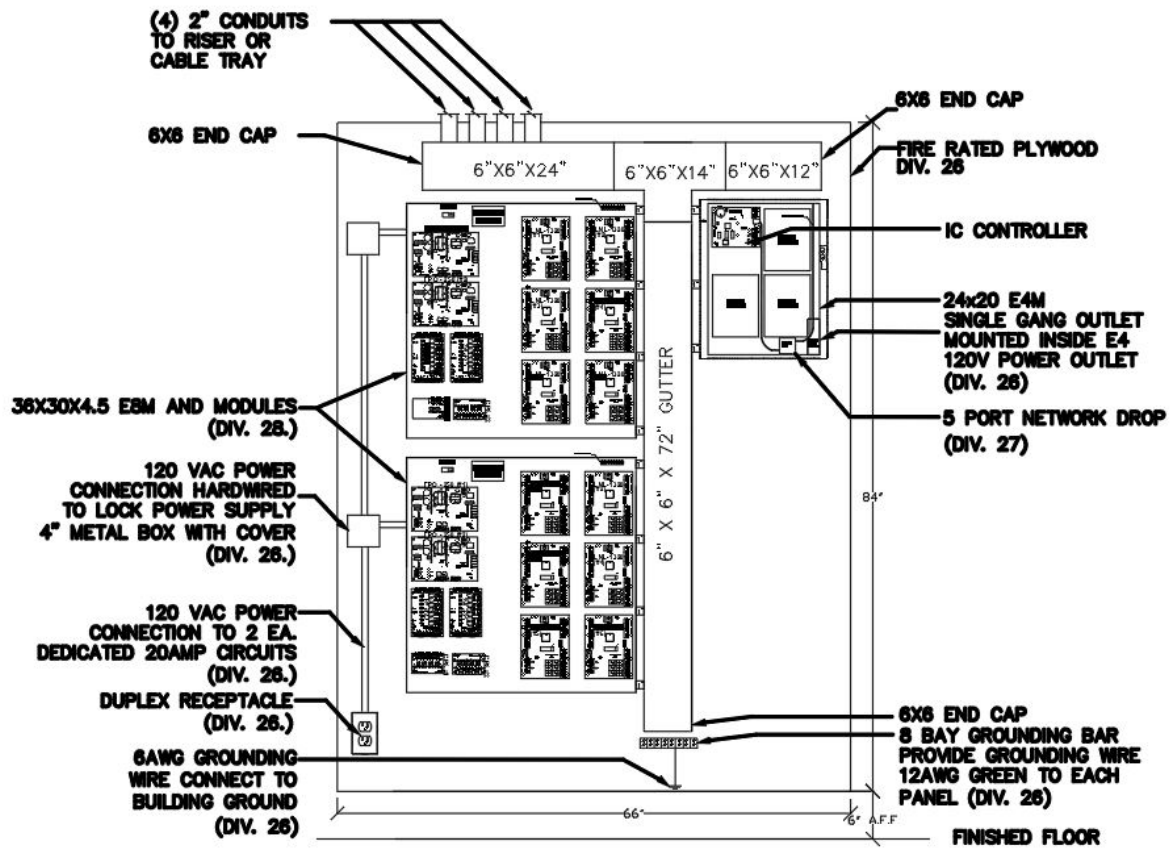 (4) 2" CONDUITS
TO RISER OR
CABLE TRAY
6X6 END CAP
6X6 END CAP
FIRE RATED PLYWOOD
DIV. 26
6"X6"X24"
6"X6"X14"
6"X6"X12"
IC CONTROLLER
24x20 E4M
SINGLE GANG OUTLET
MOUNTED INSIDE E4
120V POWER OUTLET
(DIV. 26)
5 PORT NETWORK DROP
(DIV. 27)
36X30X4.5 E8M AND MODULES
(DIV. 28.)
6" X 6" X 72" GUTTER
84"
120 VAC POWER
CONNECTION HARDWIRED
TO LOCK POWER SUPPLY
4" METAL BOX WITH COVER
(DIV. 26.)
120 VAC POWER
CONNECTION TO 2 EA.
DEDICATED 20AMP CIRCUITS
(DIV. 26.)
DUPLEX RECEPTACLE
(DIV. 26.)
6AWG GROUNDING
WIRE CONNECT TO
BUILDING GROUND
(DIV. 26)
6X6 END CAP
8 BAY GROUNDING BAR
PROVIDE GROUNDING WIRE
12AWG GREEN TO EACH
PANEL (DIV. 26)
66"
6" A.F.F
FINISHED FLOOR